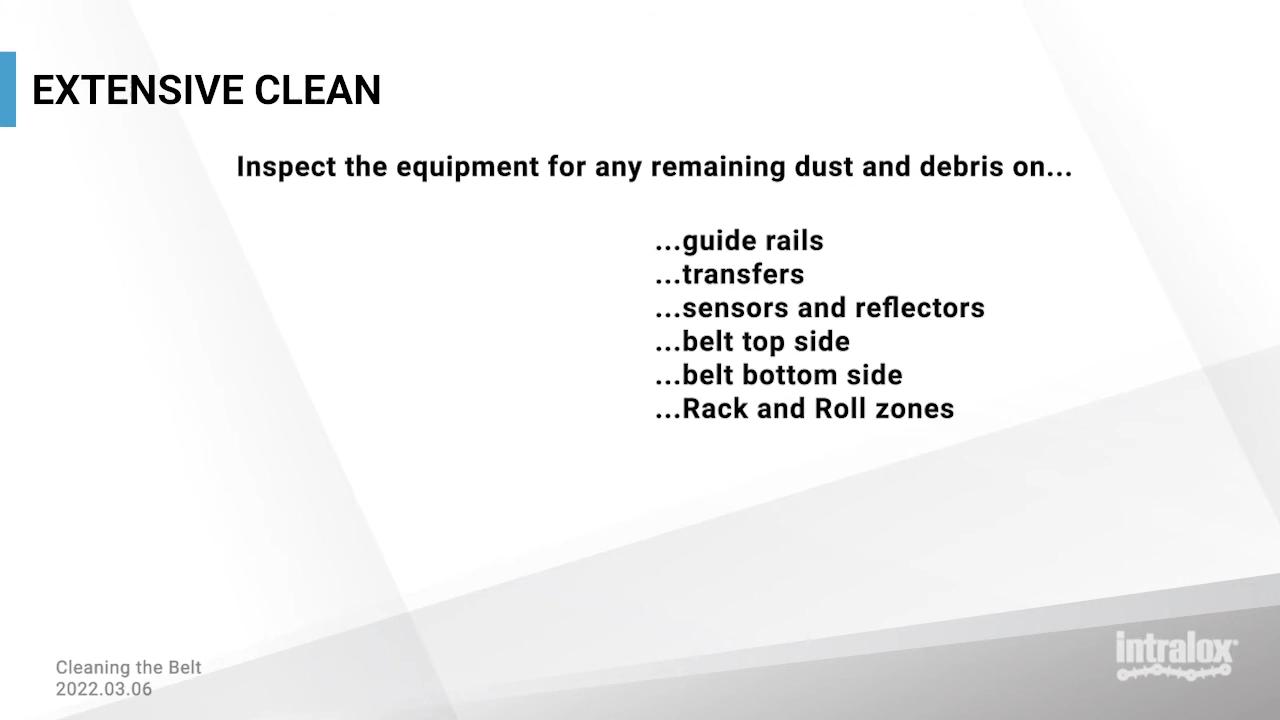 EXTENSIVE CLEAN
Inspect the equipment for any remaining dust and debris on...
...guide rails
...transfers
...sensors and reflectors
...belt top side
...belt bottom side
...Rack and Roll zones
Cleaning the Belt
2022.03.06
intralox